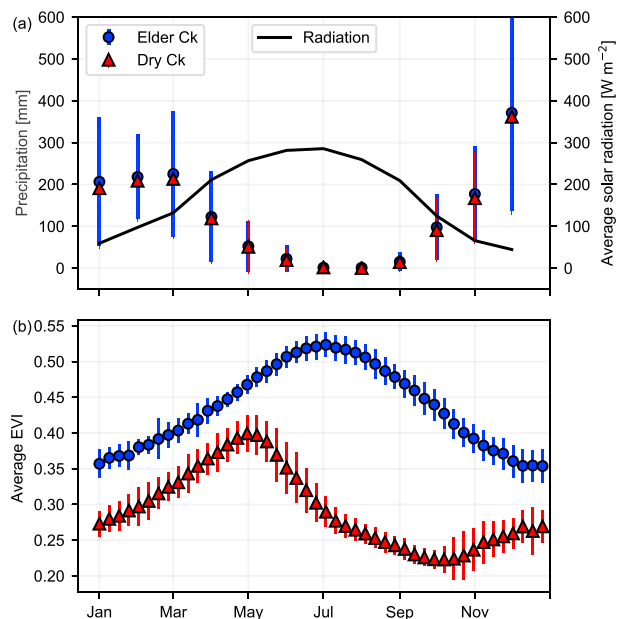 (a)
600
500
400
300
200
100
0
Precipitation [mm]
Elder Ck
Dry Ck
Radiation
600
500
400
300
200
100
0
Average solar radiation [W m⁻²]
(b)
0.55
0.50
0.45
0.40
0.35
0.30
0.25
0.20
Average EVI
Jan Mar May Jul Sep Nov